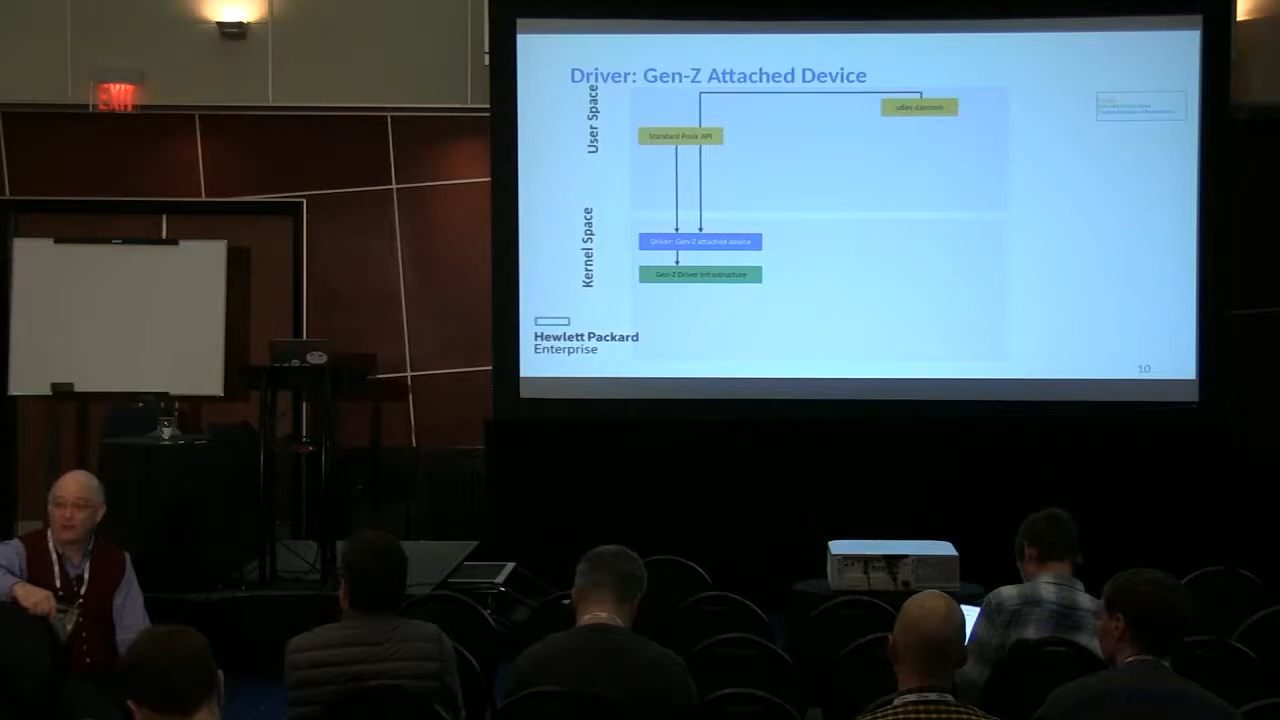 EXIT
Driver: Gen-Z Attached Device
User Space
udev daemon
Standard Posix API
Kernel Space
Driver: Gen-Z attached device
Gen-Z Driver Infrastructure
Hewlett Packard
Enterprise
10